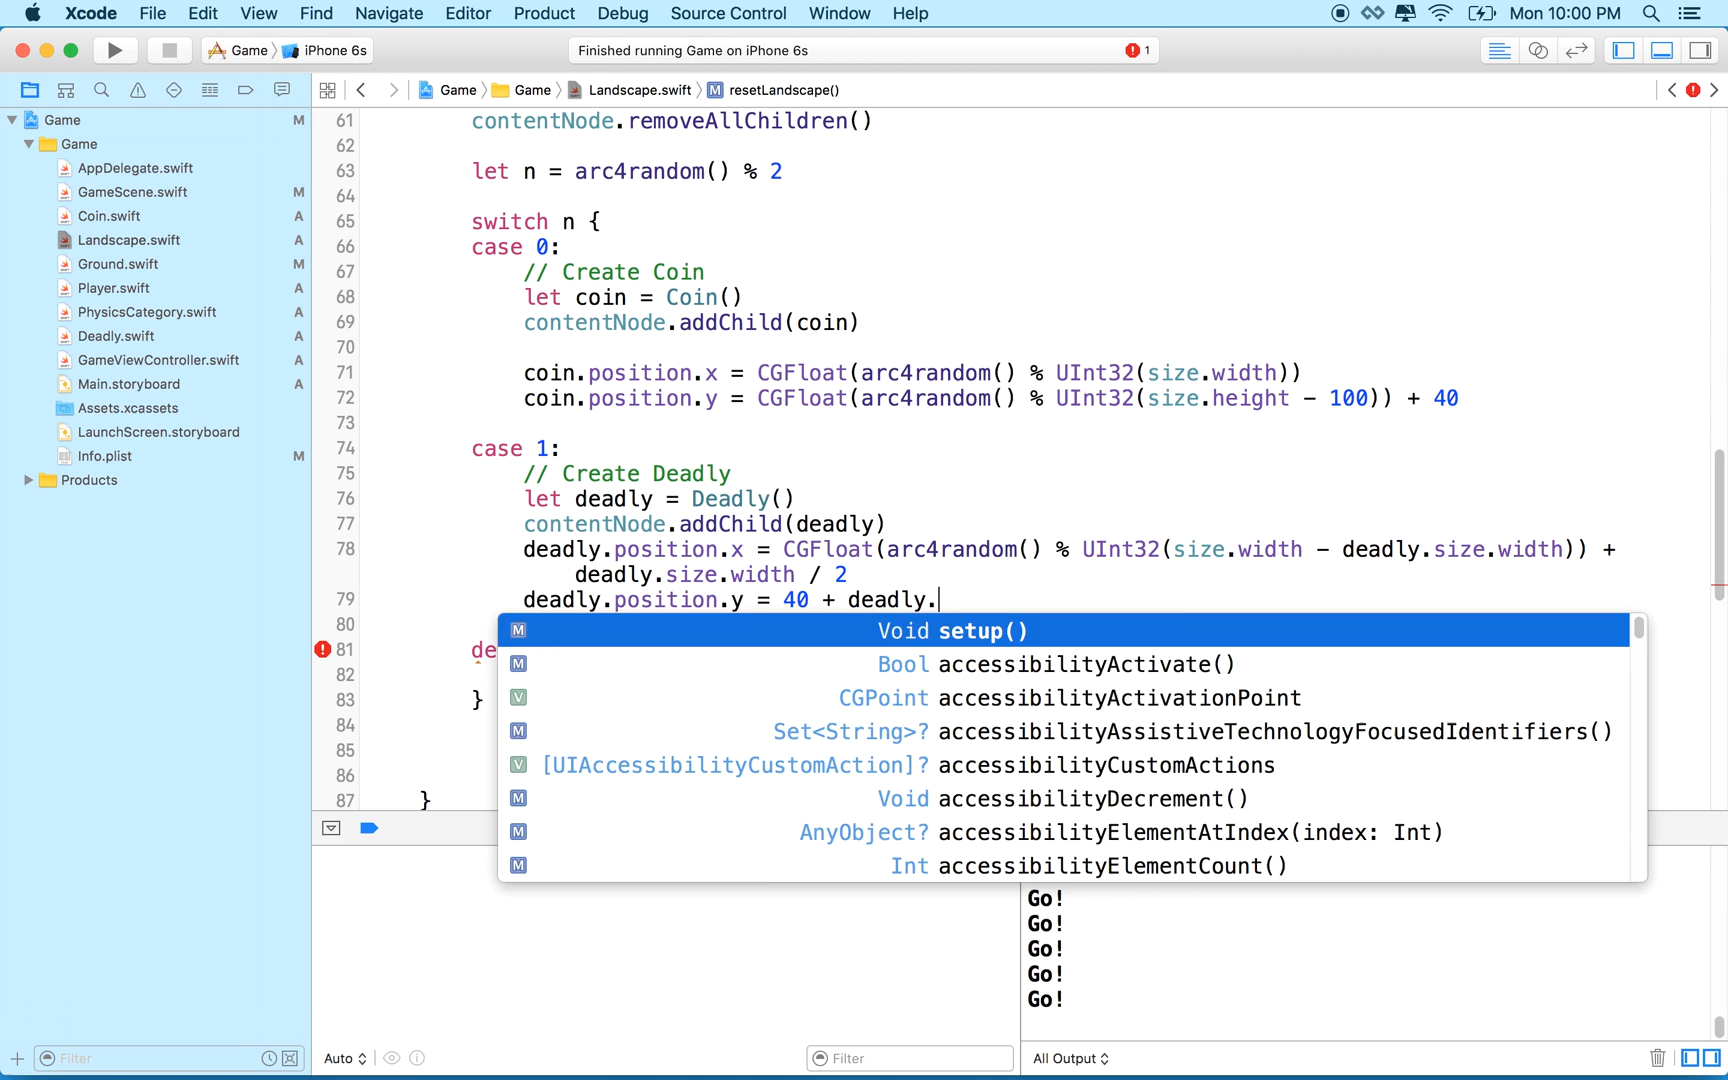 Xcode File Edit View Find Navigate Editor Product Debug Source Control Window Help Mon 10:00 PM
Game iPhone 6s Finished running Game on iPhone 6s 1
Game Game Landscape.swift M resetLandscape()
Game M
Game
AppDelegate.swift
GameScene.swift M
Coin.swift A
Landscape.swift A
Ground.swift M
Player.swift A
PhysicsCategory.swift A
Deadly.swift A
GameViewController.swift A
Main.storyboard A
Assets.xcassets
LaunchScreen.storyboard
Info.plist M
Products
61 contentNode.removeAllChildren()
62
63 let n = arc4random() % 2
64
65 switch n {
66 case 0:
67 // Create Coin
68 let coin = Coin()
69 contentNode.addChild(coin)
70
71 coin.position.x = CGFloat(arc4random() % UInt32(size.width))
72 coin.position.y = CGFloat(arc4random() % UInt32(size.height - 100)) + 40
73
74 case 1:
75 // Create Deadly
76 let deadly = Deadly()
77 contentNode.addChild(deadly)
78 deadly.position.x = CGFloat(arc4random() % UInt32(size.width - deadly.size.width)) +
deadly.size.width / 2
79 deadly.position.y = 40 + deadly.
80
81 de
82
83 }
84
85
86
87 }
M Void setup()
M Bool accessibilityActivate()
V CGPoint accessibilityActivationPoint
M Set<String>? accessibilityAssistiveTechnologyFocusedIdentifiers()
V [UIAccessibilityCustomAction]? accessibilityCustomActions
M Void accessibilityDecrement()
M AnyObject? accessibilityElementAtIndex(index: Int)
M Int accessibilityElementCount()
Go!
Go!
Go!
Go!
Go!
Filter Auto Filter All Output